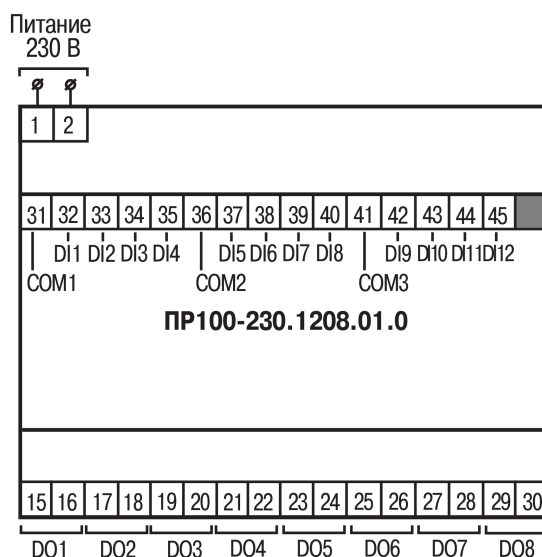 Питание
230 В
1 2
31 32 33 34 35 36 37 38 39 40 41 42 43 44 45
DI1 DI2 DI3 DI4 DI5 DI6 DI7 DI8 DI9 DI10 DI11 DI12
COM1 COM2 COM3
ПР100-230.1208.01.0
15 16 17 18 19 20 21 22 23 24 25 26 27 28 29 30
DO1 DO2 DO3 DO4 DO5 DO6 DO7 DO8